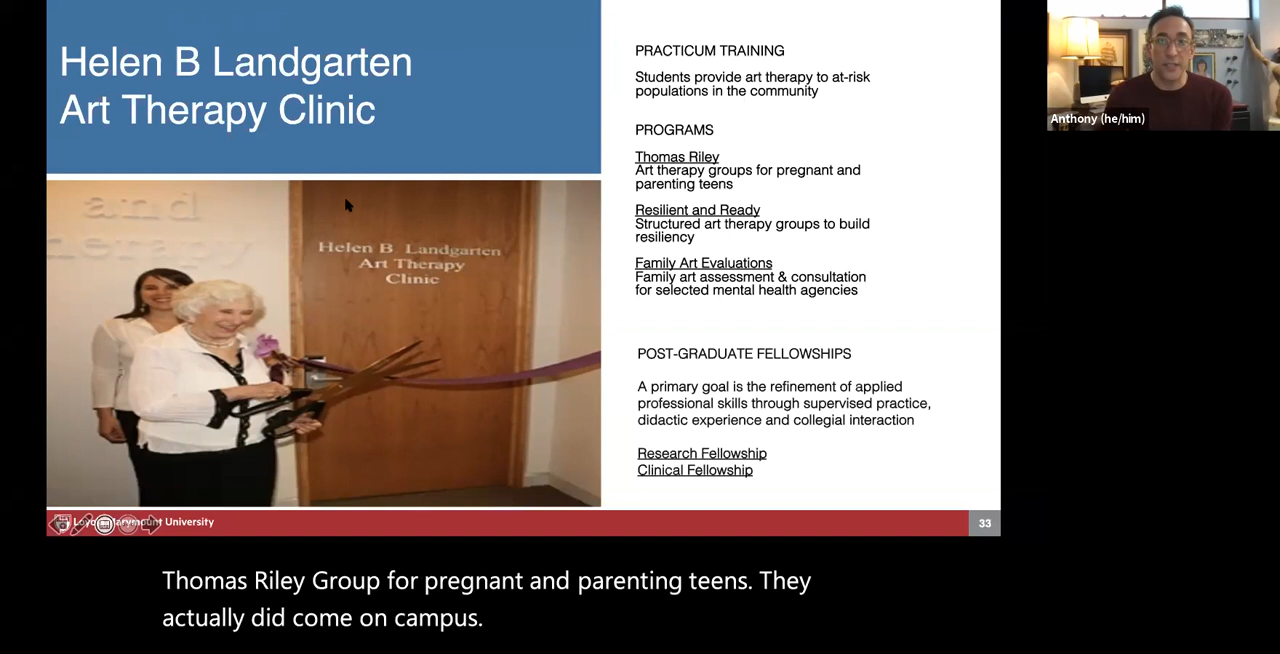 Helen B Landgarten
Art Therapy Clinic
and
herapy
Helen B. Landgarten
Art Therapy
Clinic
PRACTICUM TRAINING
Students provide art therapy to at-risk
populations in the community
PROGRAMS
Thomas Riley
Art therapy groups for pregnant and
parenting teens
Resilient and Ready
Structured art therapy groups to build
resiliency
Family Art Evaluations
Family art assessment & consultation
for selected mental health agencies
POST-GRADUATE FELLOWSHIPS
A primary goal is the refinement of applied
professional skills through supervised practice,
didactic experience and collegial interaction
Research Fellowship
Clinical Fellowship
Loyola Marymount University
33
Anthony (he/him)
Thomas Riley Group for pregnant and parenting teens. They
actually did come on campus.